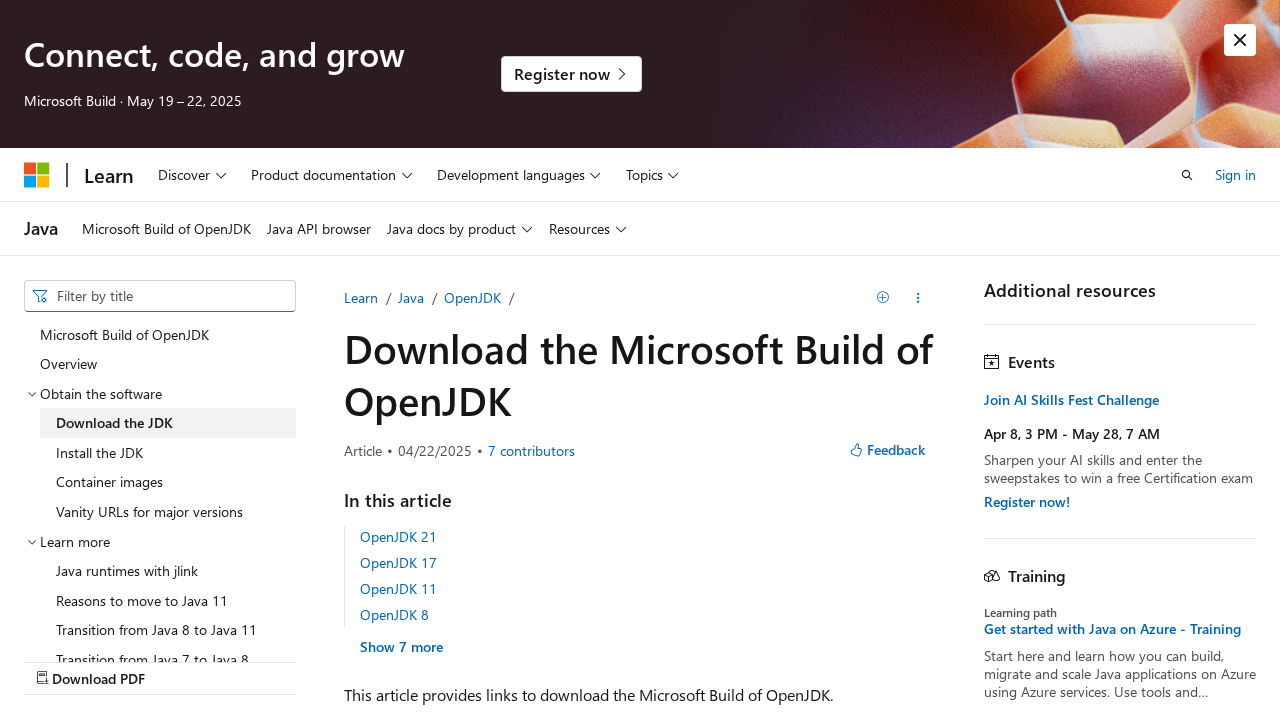 Connect, code, and grow
Microsoft Build · May 19 – 22, 2025
Register now
Learn
Discover
Product documentation
Development languages
Topics
Sign in
Java
Microsoft Build of OpenJDK
Java API browser
Java docs by product
Resources
Filter by title
Microsoft Build of OpenJDK
Overview
Obtain the software
Download the JDK
Install the JDK
Container images
Vanity URLs for major versions
Learn more
Java runtimes with jlink
Reasons to move to Java 11
Transition from Java 8 to Java 11
Transition from Java 7 to Java 8
Download PDF
Learn / Java / OpenJDK /
Download the Microsoft Build of
OpenJDK
Article • 04/22/2025 • 7 contributors
Feedback
In this article
OpenJDK 21
OpenJDK 17
OpenJDK 11
OpenJDK 8
Show 7 more
This article provides links to download the Microsoft Build of OpenJDK.
Additional resources
Events
Join AI Skills Fest Challenge
Apr 8, 3 PM - May 28, 7 AM
Sharpen your AI skills and enter the
sweepstakes to win a free Certification exam
Register now!
Training
Learning path
Get started with Java on Azure - Training
Start here and learn how you can build,
migrate and scale Java applications on Azure
using Azure services. Use tools and…